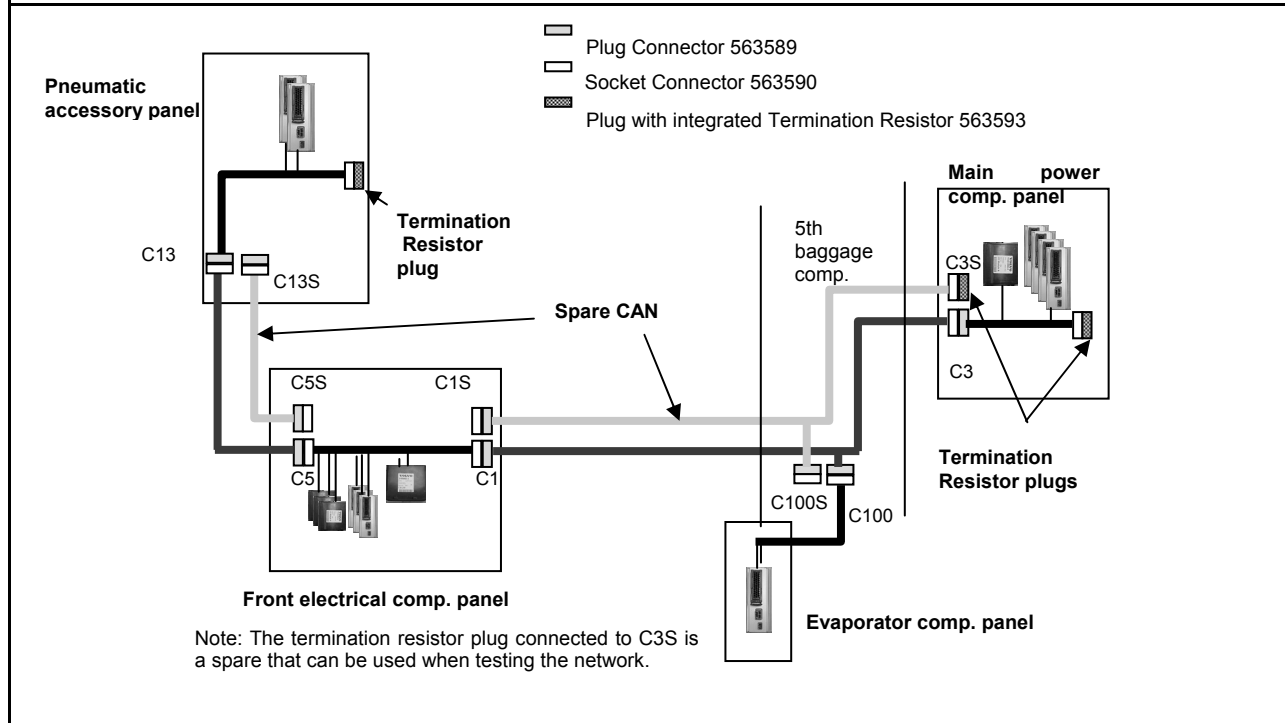 Plug Connector 563589
Socket Connector 563590
Plug with integrated Termination Resistor 563593
Pneumatic
accessory panel
Termination
Resistor
plug
C13
C13S
Spare CAN
5th
baggage
comp.
Main power
comp. panel
C3S
C3
C5S
C1S
C5
C1
C100S
C100
Termination
Resistor plugs
Front electrical comp. panel
Evaporator comp. panel
Note: The termination resistor plug connected to C3S is
a spare that can be used when testing the network.